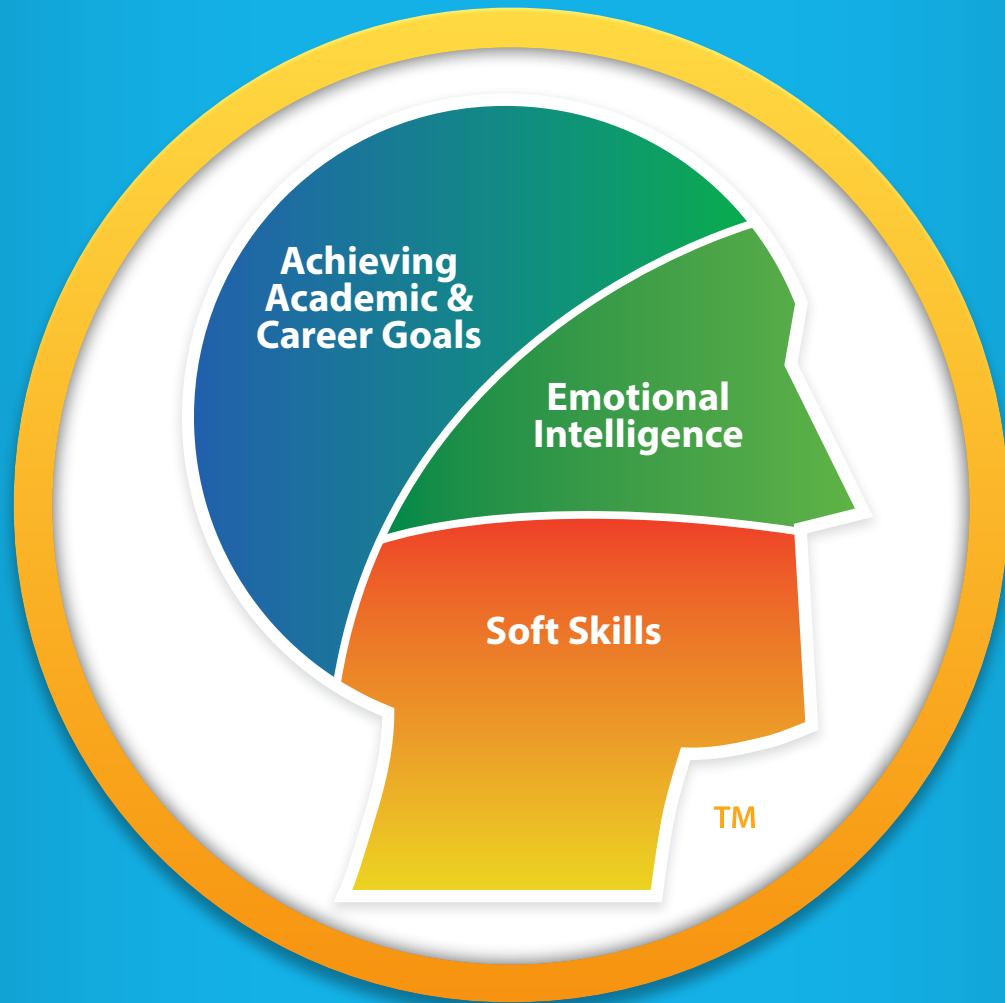 Achieving
Academic &
Career Goals
Emotional
Intelligence
Soft Skills
TM